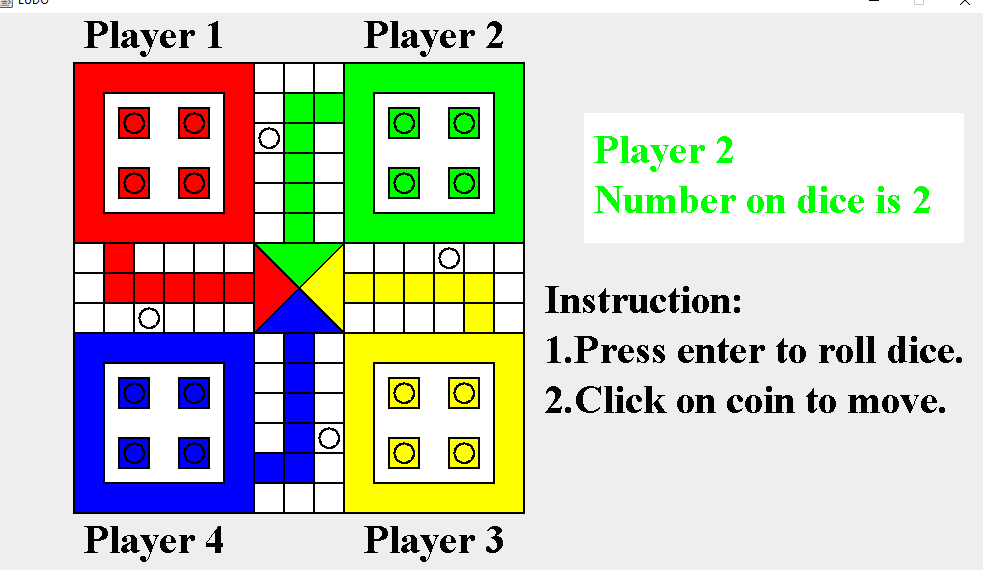 LUDO
Player 1
Player 2
Player 2
Number on dice is 2
Instruction:
1.Press enter to roll dice.
2.Click on coin to move.
Player 4
Player 3